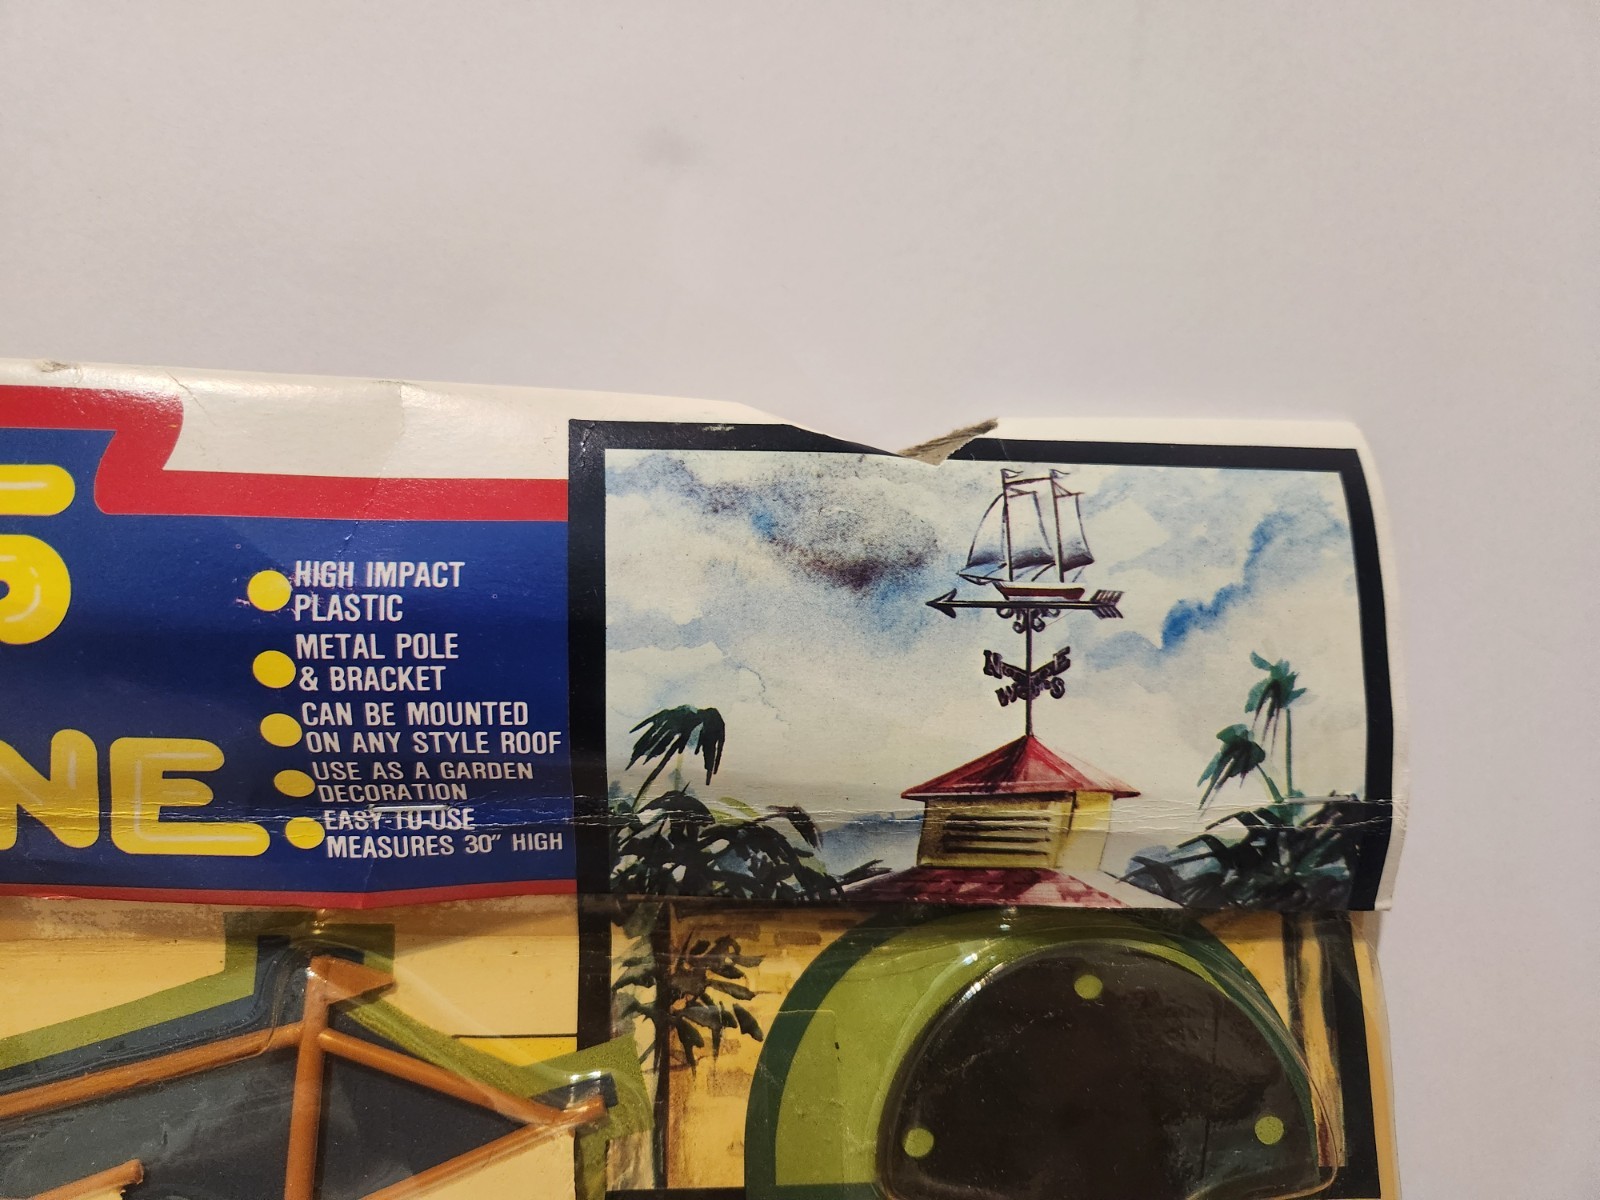 S
NE
HIGH IMPACT
PLASTIC
METAL POLE
& BRACKET
CAN BE MOUNTED
ON ANY STYLE ROOF
USE AS A GARDEN
DECORATION
EASY-TO-USE
MEASURES 30" HIGH
N E
W S